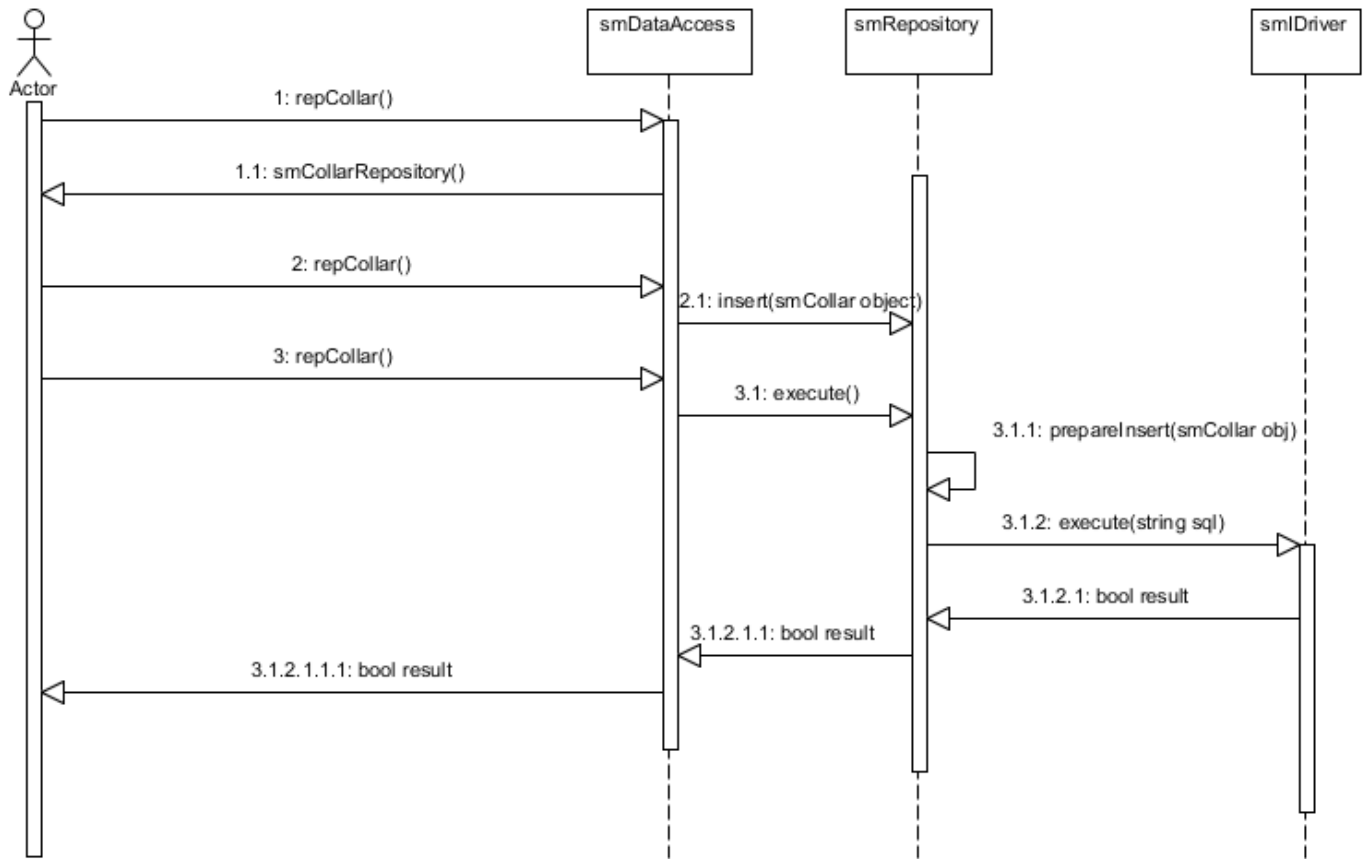 smDataAccess
smRepository
smIDriver
Actor
1: repCollar()
1.1: smCollarRepository()
2: repCollar()
2.1: insert(smCollar object)
3: repCollar()
3.1: execute()
3.1.1: prepareInsert(smCollar obj)
3.1.2: execute(string sql)
3.1.2.1: bool result
3.1.2.1.1: bool result
3.1.2.1.1.1: bool result